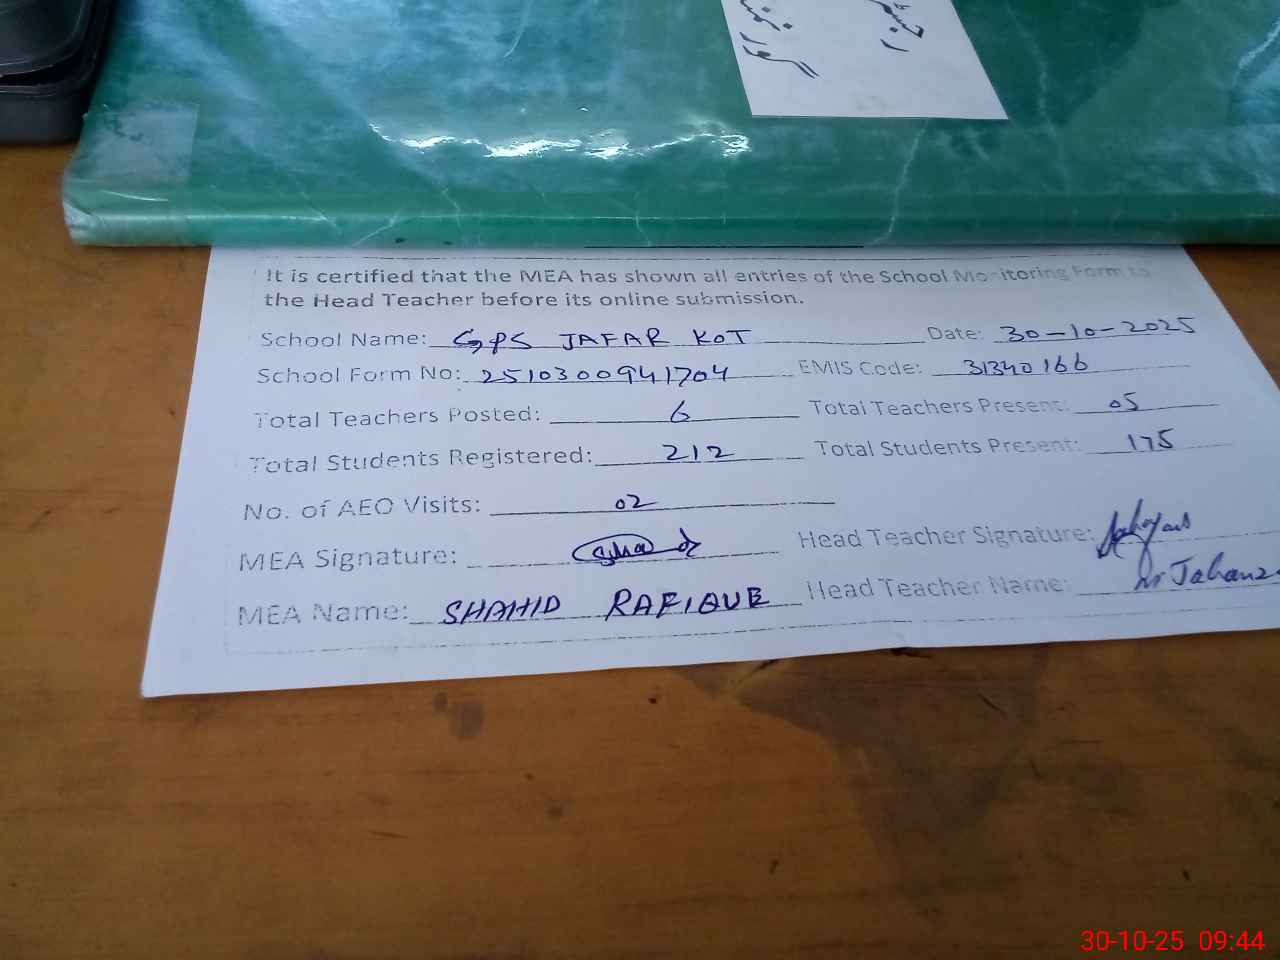 رجسٹر
گورنمنٹ
It is certified that the MEA has shown all entries of the School Monitoring Form to
the Head Teacher before its online submission.
School Name: GPS JAFAR KOT Date: 30-10-2025
School Form No: 2510300941704 EMIS Code: 31340166
Total Teachers Posted: 6 Total Teachers Present: 05
Total Students Registered: 212 Total Students Present: 175
No. of AEO Visits: 02
MEA Signature: Head Teacher Signature:
MEA Name: SHAHID RAFIQUE Head Teacher Name:
30-10-25 09:44